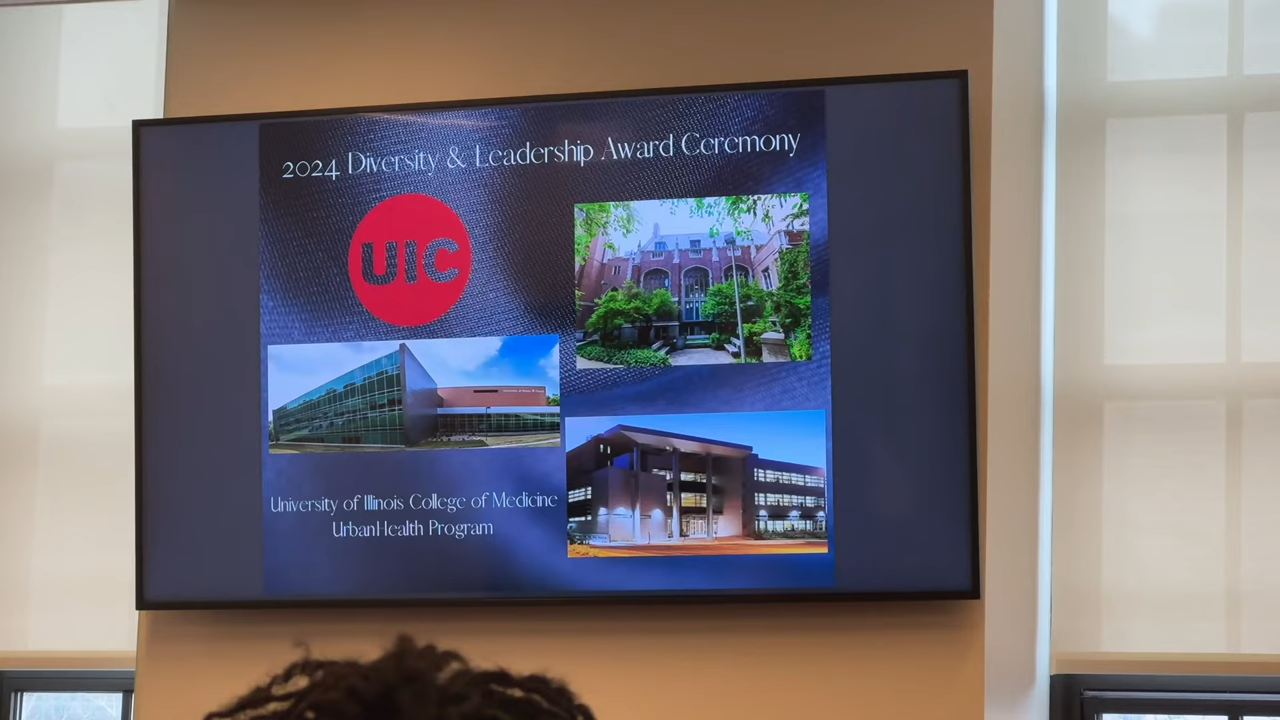 2024 Diversity & Leadership Award Ceremony
UIC
University of Illinois College of Medicine
UrbanHealth Program